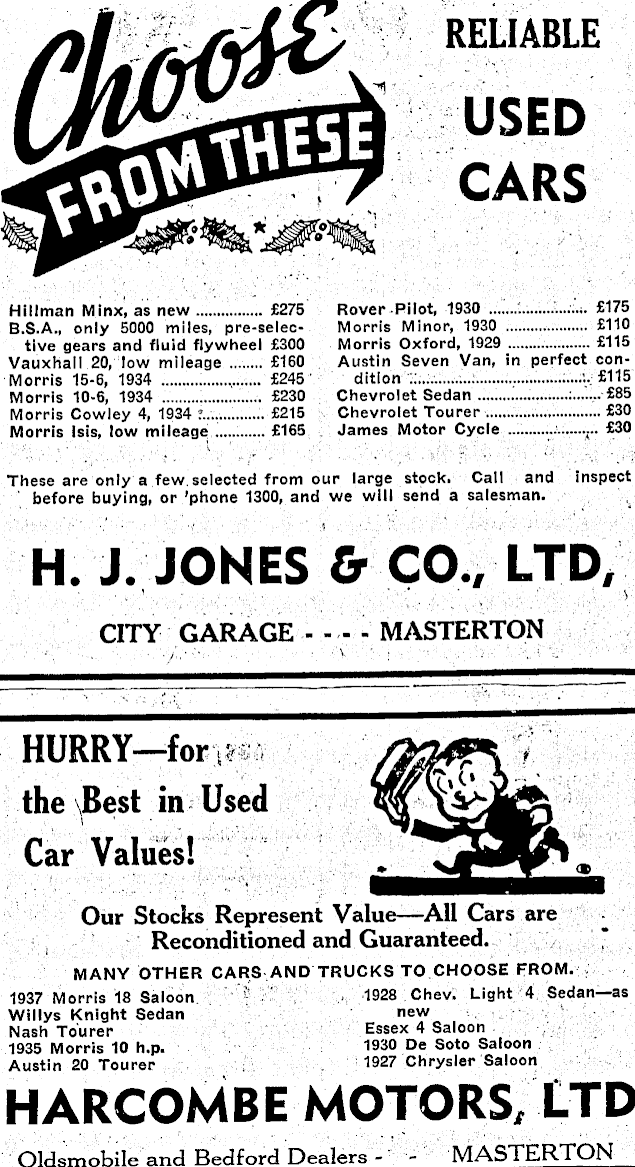 Choose
FROM THESE
RELIABLE
USED
CARS
Hillman Minx, as new ............... £275
B.S.A., only 5000 miles, pre-selec-
tive gears and fluid flywheel £300
Vauxhall 20, low mileage ........ £160
Morris 15-6, 1934 ....................... £245
Morris 10-6, 1934 ....................... £230
Morris Cowley 4, 1934 ............... £215
Morris Isis, low mileage ........... £165
Rover Pilot, 1930 ....................... £175
Morris Minor, 1930 ................... £110
Morris Oxford, 1929 ................... £115
Austin Seven Van, in perfect con-
dition ......................................... £115
Chevrolet Sedan ......................... £85
Chevrolet Tourer ......................... £30
James Motor Cycle ..................... £30
These are only a few selected from our large stock. Call and inspect
before buying, or 'phone 1300, and we will send a salesman.
H. J. JONES & CO., LTD,
CITY GARAGE - - - - MASTERTON
HURRY—for
the Best in Used
Car Values!
Our Stocks Represent Value—All Cars are
Reconditioned and Guaranteed.
MANY OTHER CARS AND TRUCKS TO CHOOSE FROM.
1937 Morris 18 Saloon
Willys Knight Sedan
Nash Tourer
1935 Morris 10 h.p.
Austin 20 Tourer
1928 Chev. Light 4 Sedan—as
new
Essex 4 Saloon
1930 De Soto Saloon
1927 Chrysler Saloon
HARCOMBE MOTORS, LTD
Oldsmobile and Bedford Dealers - - MASTERTON